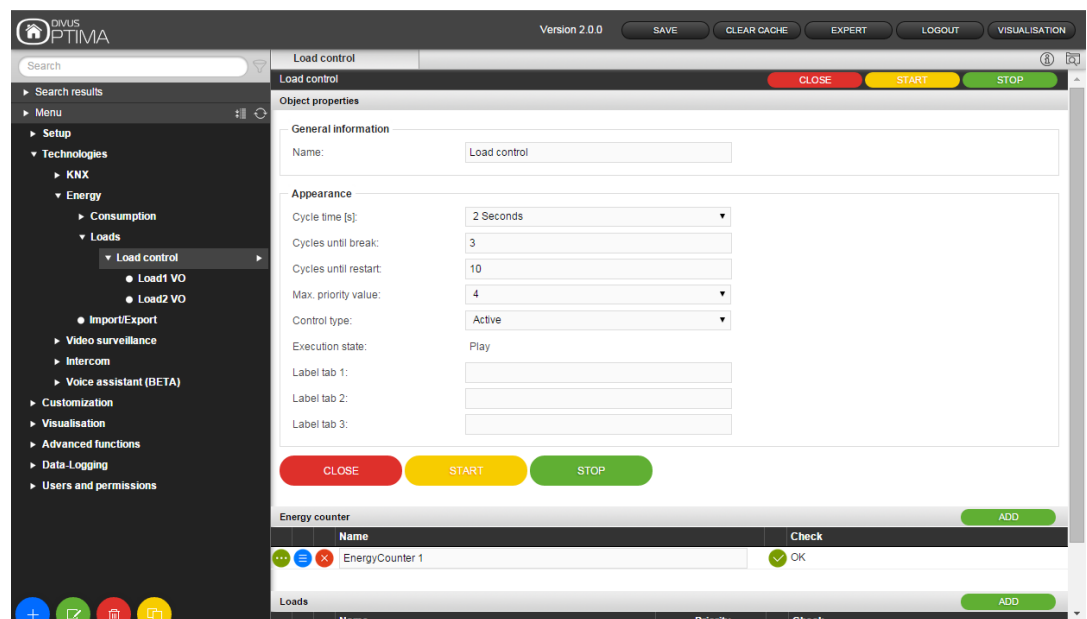 DIVUS
OPTIMA
Version 2.0.0
SAVE
CLEAR CACHE
EXPERT
LOGOUT
VISUALISATION
Search
Search results
Menu
Setup
Technologies
KNX
Energy
Consumption
Loads
Load control
Load1 VO
Load2 VO
Import/Export
Video surveillance
Intercom
Voice assistant (BETA)
Customization
Visualisation
Advanced functions
Data-Logging
Users and permissions
Load control
Load control
CLOSE
START
STOP
Object properties
General information
Name: Load control
Appearance
Cycle time [s]: 2 Seconds
Cycles until break: 3
Cycles until restart: 10
Max. priority value: 4
Control type: Active
Execution state: Play
Label tab 1:
Label tab 2:
Label tab 3:
CLOSE
START
STOP
Energy counter
ADD
Name Check
EnergyCounter 1 OK
Loads
ADD
Name Priority Check